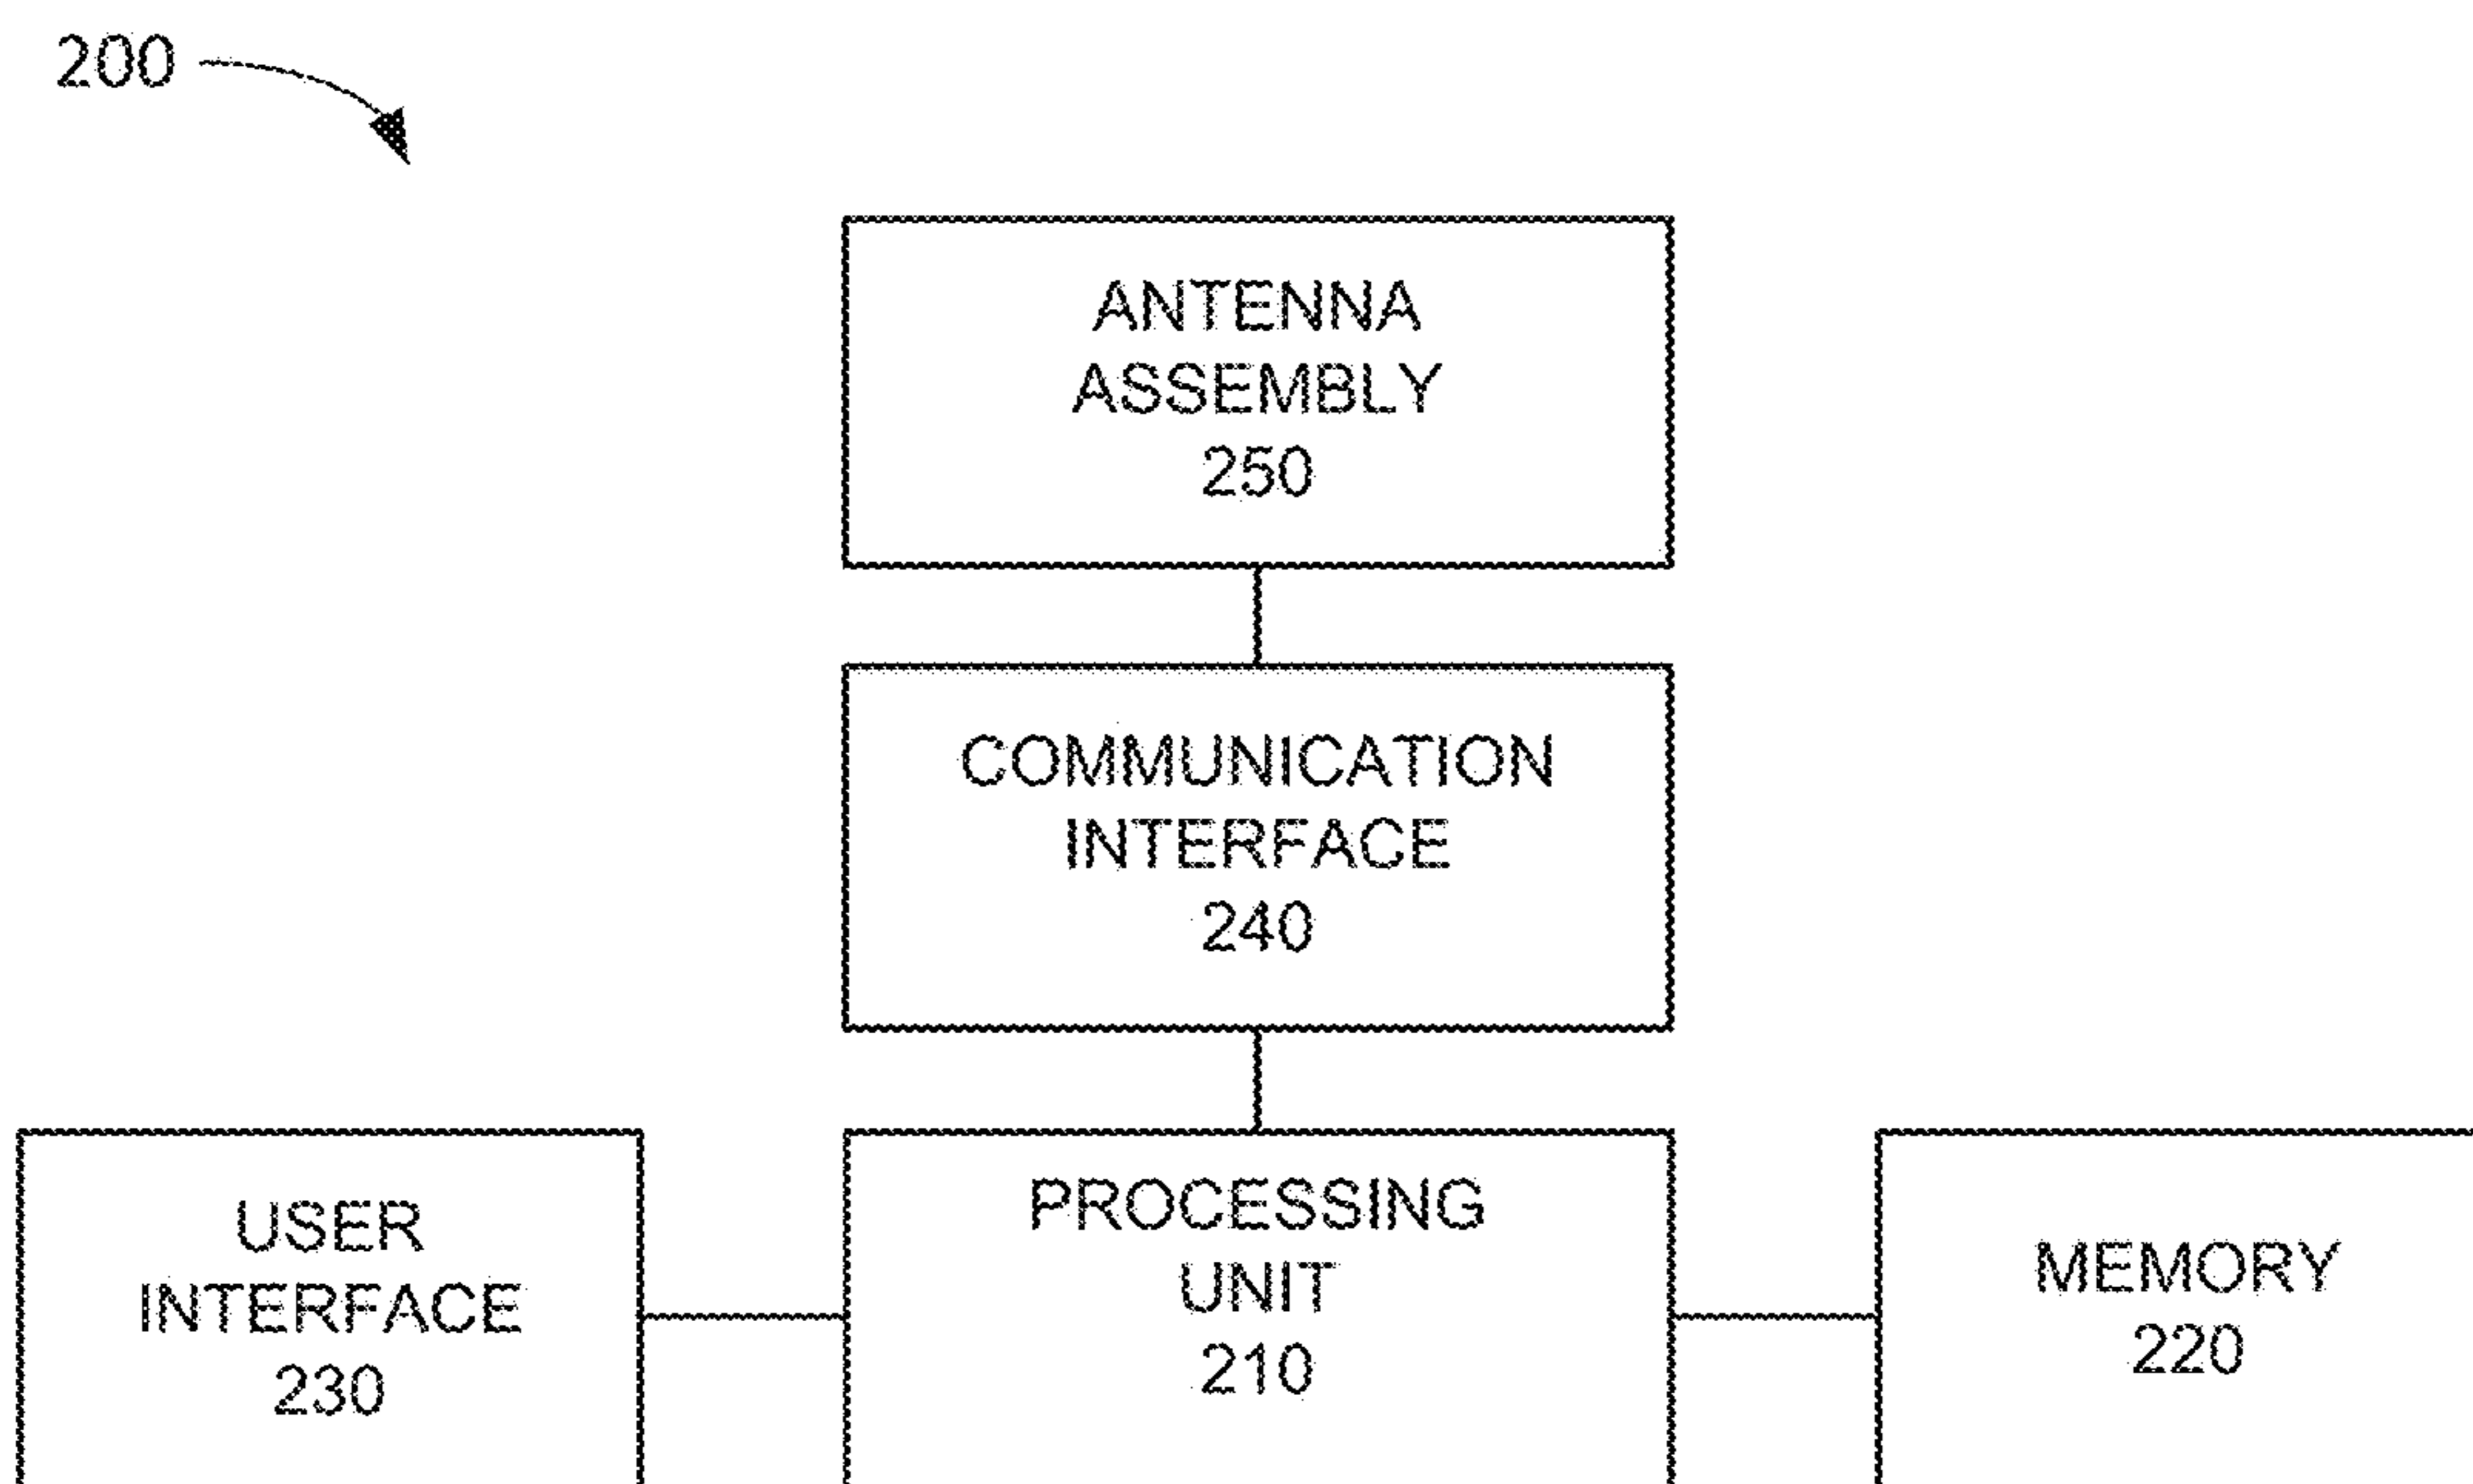 200
ANTENNA
ASSEMBLY
250
COMMUNICATION
INTERFACE
240
USER
INTERFACE
230
PROCESSING
UNIT
210
MEMORY
220